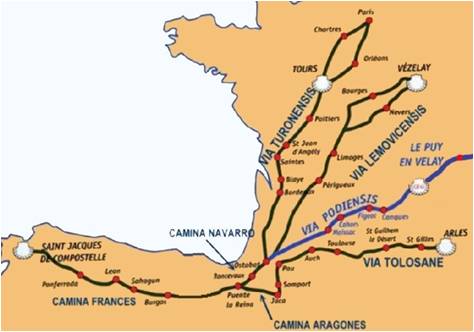 Paris
Chartres
Orléans
TOURS
VÉZELAY
Bourges
Nevers
VIA TURONENSIS
Poitiers
VIA LEMOVICENSIS
St Jean
d'Angély
Saintes
Limoges
LE PUY
EN VELAY
Blaye
Bordeaux
Périgueux
VIA PODIENSIS
Cahors
Moissac
Figeac
Conques
CAMINA NAVARRO
St Guilhem
le Désert
St Gilles
ARLES
SAINT JACQUES
DE COMPOSTELLE
Ostabat
Toulouse
Auch
VIA TOLOSANE
Pau
Somport
Jaca
Puente
la Reina
Leon
Sahagun
Ponferrada
Burgos
CAMINA FRANCES
CAMINA ARAGONES